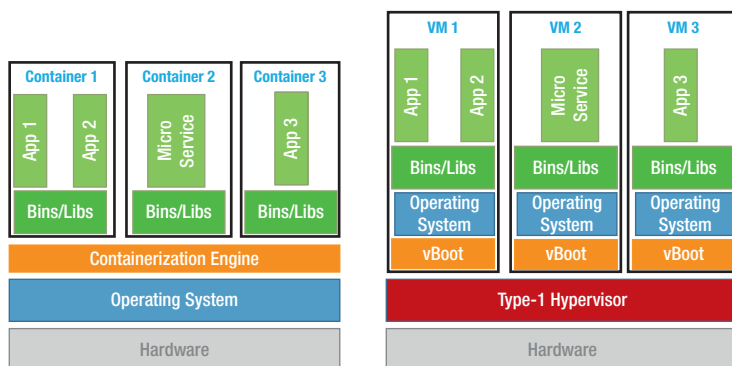 Container 1
Container 2
Container 3
App 1
App 2
Micro
Service
App 3
Bins/Libs
Bins/Libs
Bins/Libs
Containerization Engine
Operating System
Hardware
VM 1
VM 2
VM 3
App 1
App 2
Micro
Service
App 3
Bins/Libs
Bins/Libs
Bins/Libs
Operating
System
Operating
System
Operating
System
vBoot
vBoot
vBoot
Type-1 Hypervisor
Hardware